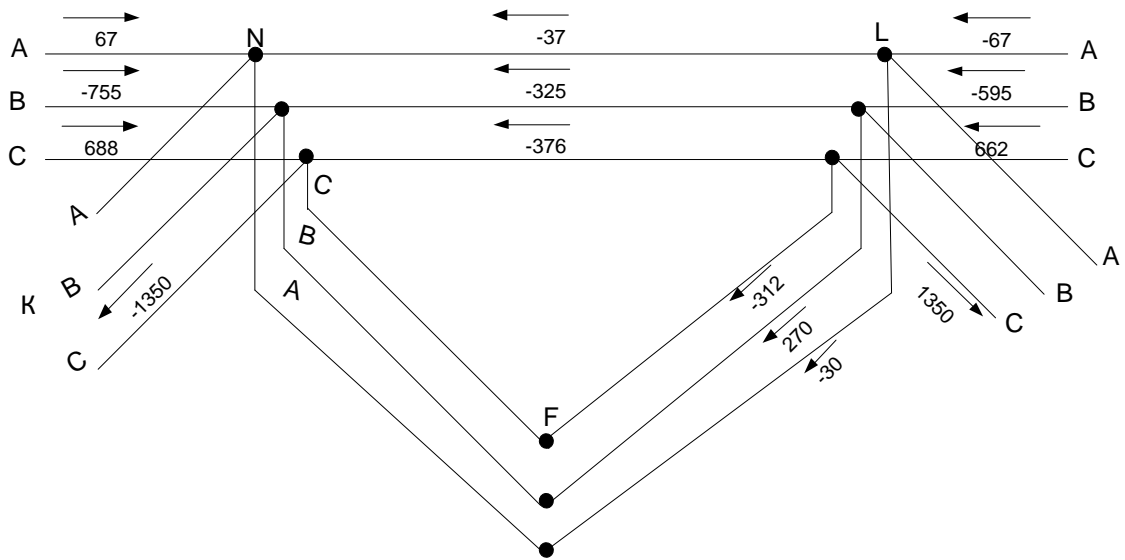 A 67 N -37 L -67 A
B -755 -325 -595 B
C 688 -376 662 C
C
A
B
A
A
К B -1350 -312 1350 B
270 C
C -30
F